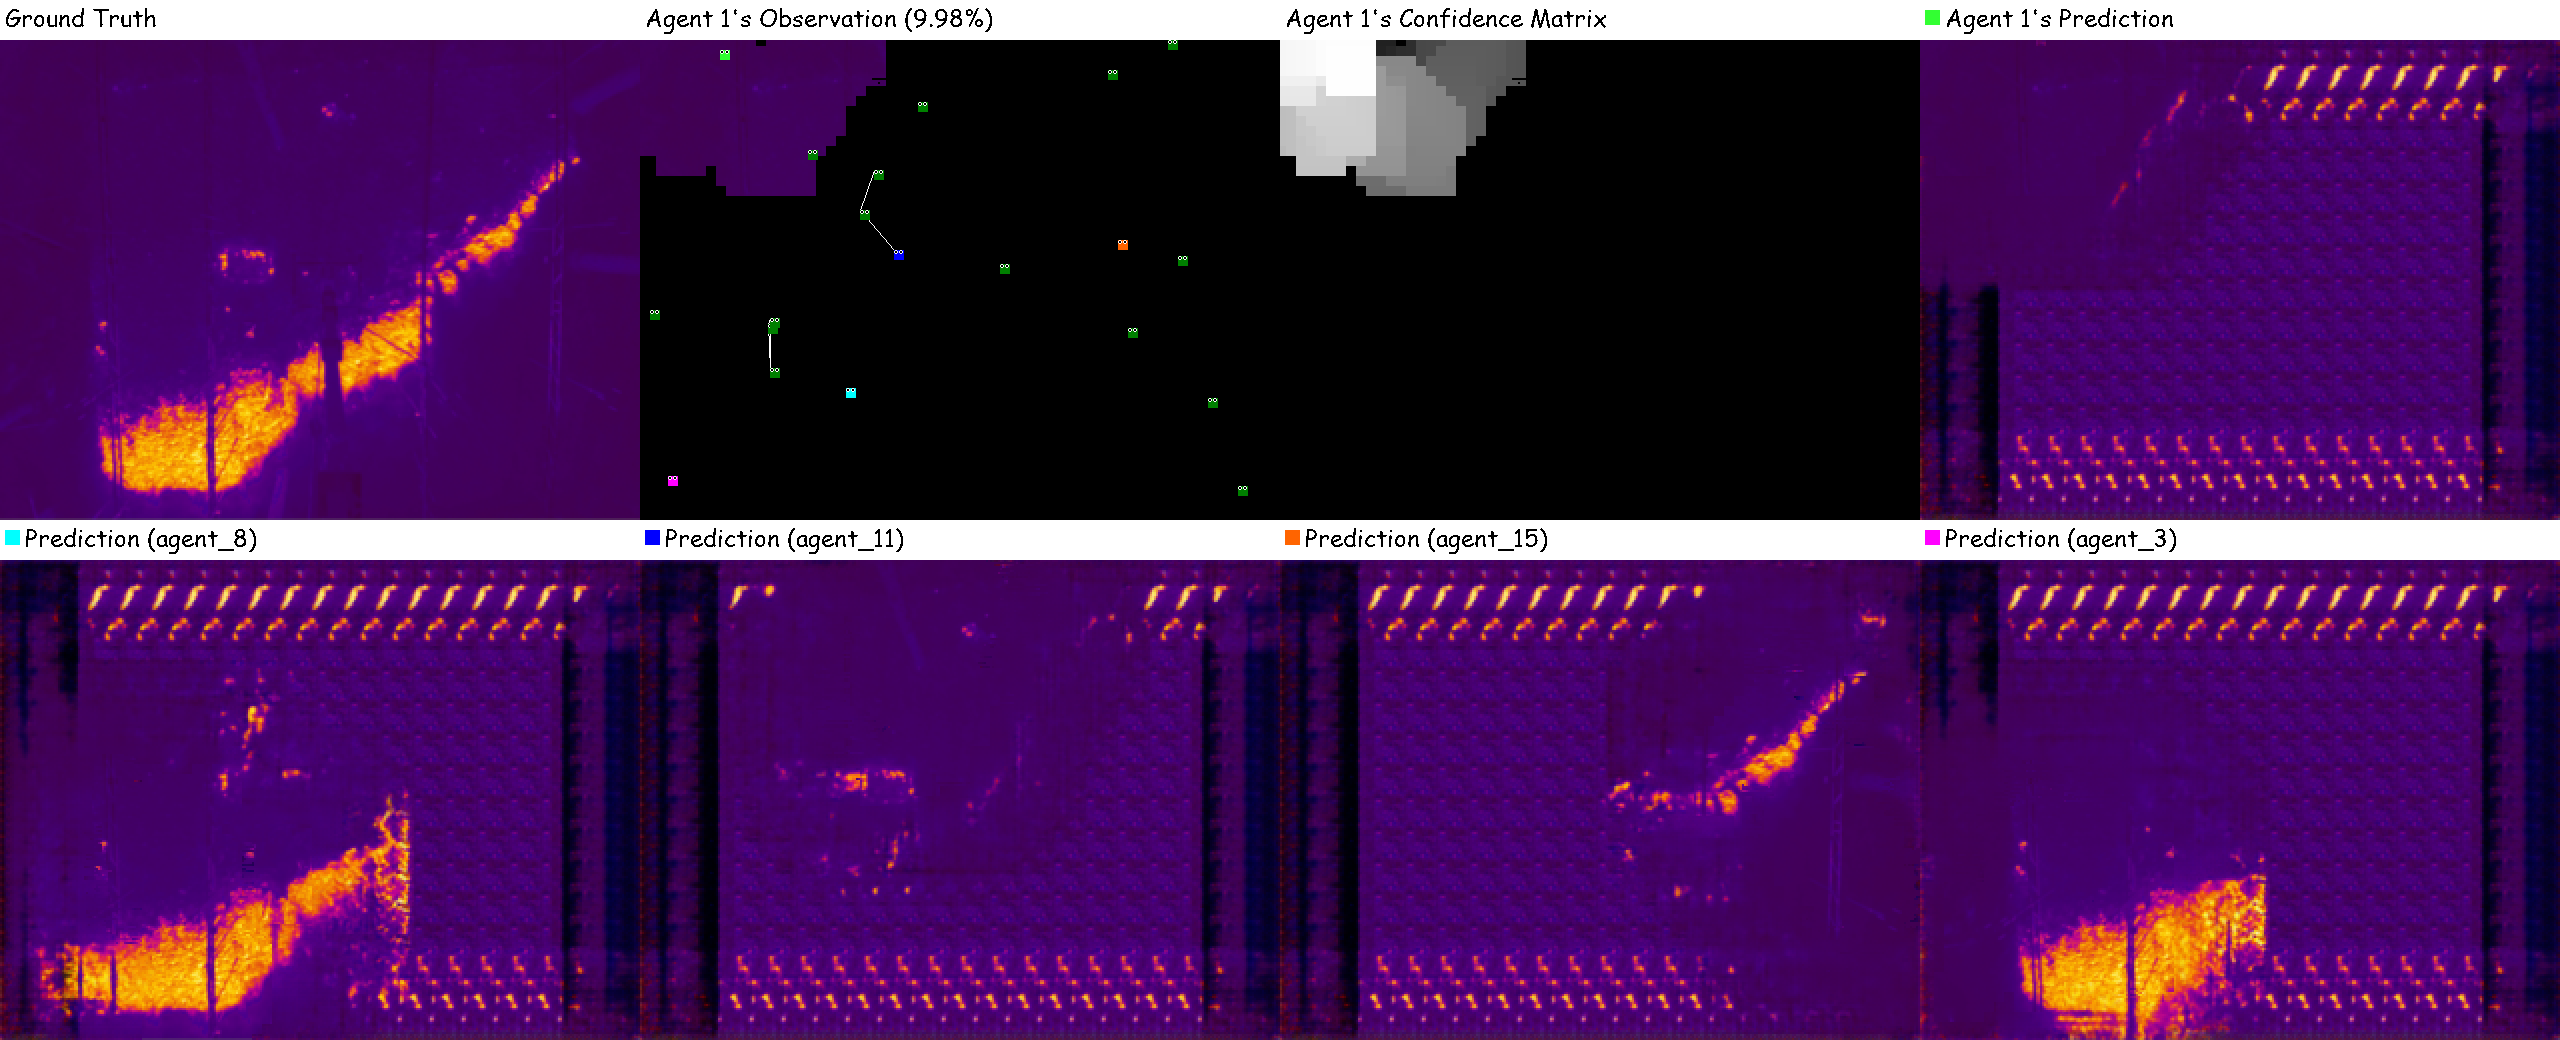 Ground Truth
Agent 1's Observation (9.98%)
Agent 1's Confidence Matrix
Agent 1's Prediction
Prediction (agent_8)
Prediction (agent_11)
Prediction (agent_15)
Prediction (agent_3)